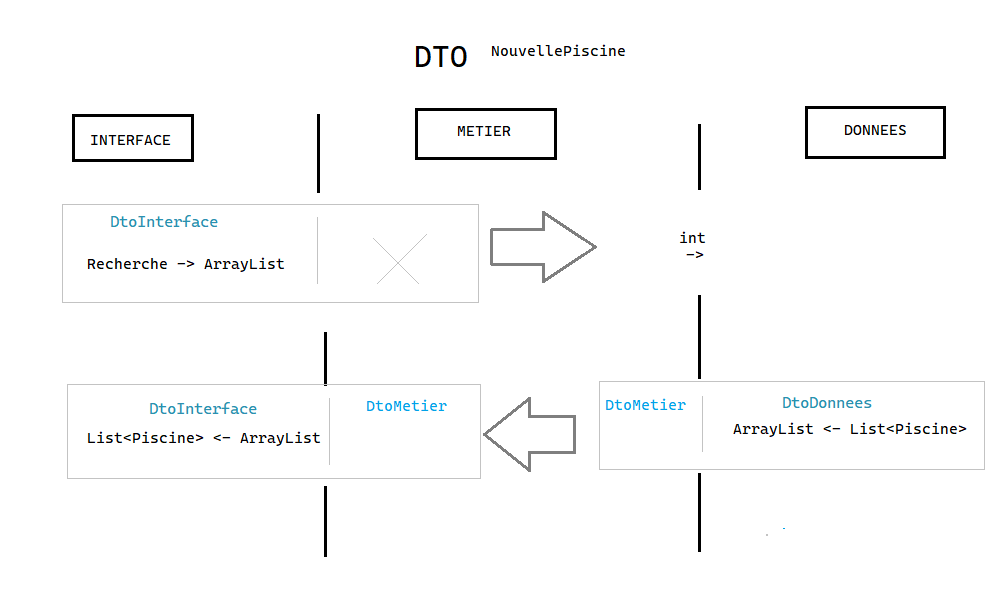 DTO NouvellePiscine
INTERFACE
METIER
DONNEES
DtoInterface
Recherche -> ArrayList
int
->
DtoInterface
DtoMetier
List<Piscine> <- ArrayList
DtoMetier
DtoDonnees
ArrayList <- List<Piscine>